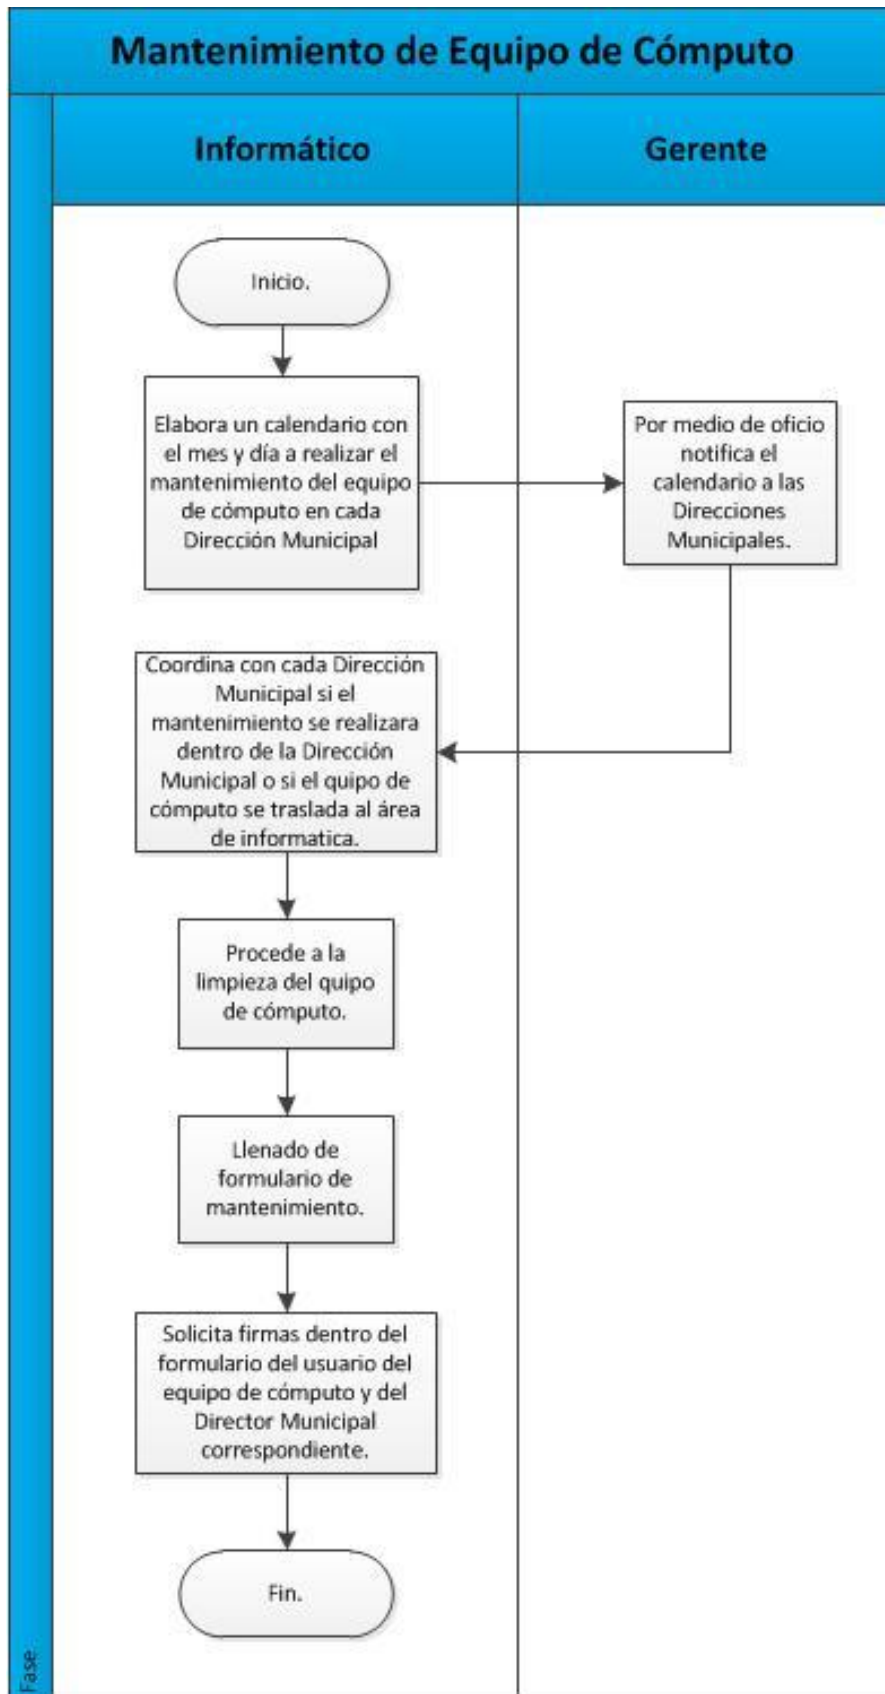 Mantenimiento de Equipo de Cómputo
Informático
Gerente
Inicio.
Elabora un calendario con
el mes y día a realizar el
mantenimiento del equipo
de cómputo en cada
Dirección Municipal
Por medio de oficio
notifica el
calendario a las
Direcciones
Municipales.
Coordina con cada Dirección
Municipal si el
mantenimiento se realizara
dentro de la Dirección
Municipal o si el quipo de
cómputo se traslada al área
de informatica.
Procede a la
limpieza del quipo
de cómputo.
Llenado de
formulario de
mantenimiento.
Solicita firmas dentro del
formulario del usuario del
equipo de cómputo y del
Director Municipal
correspondiente.
Fin.
Fase